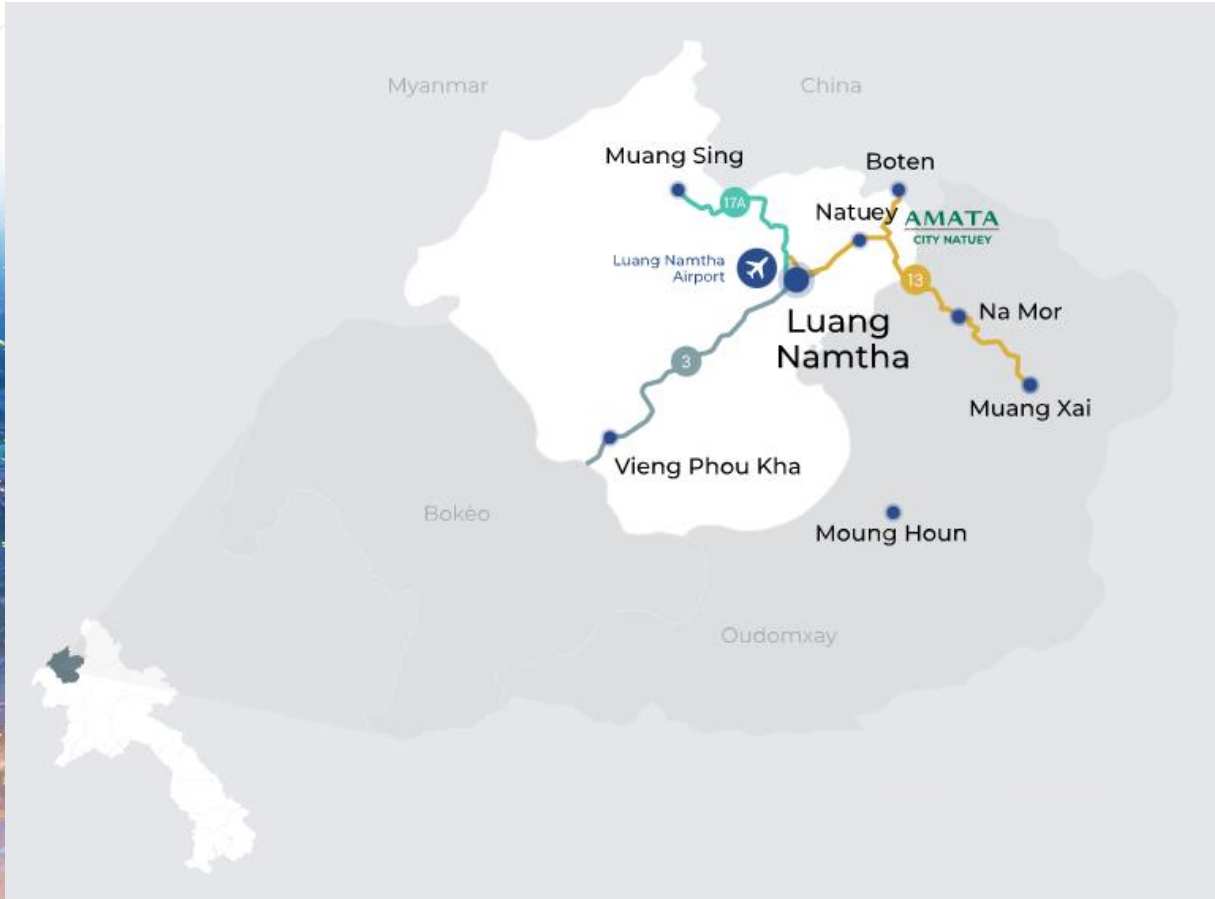 Myanmar
China
Muang Sing
Boten
17A
Natuey
AMATA
CITY NATUEY
Luang Namtha
Airport
13
Na Mor
Luang
Namtha
3
Muang Xai
Vieng Phou Kha
Bokèo
Moung Houn
Oudomxay